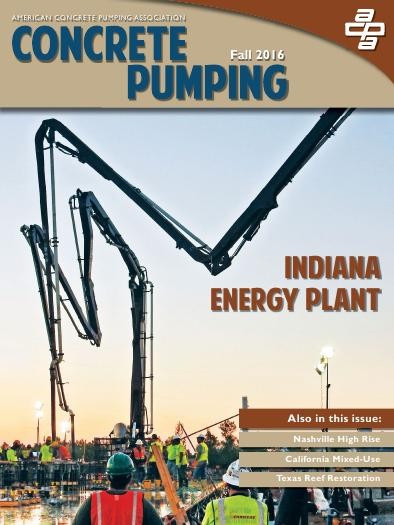 AMERICAN CONCRETE PUMPING ASSOCIATION
CONCRETE
PUMPING
Fall 2016
acpa
INDIANA
ENERGY PLANT
Also in this issue:
Nashville High Rise
California Mixed-Use
Texas Reef Restoration